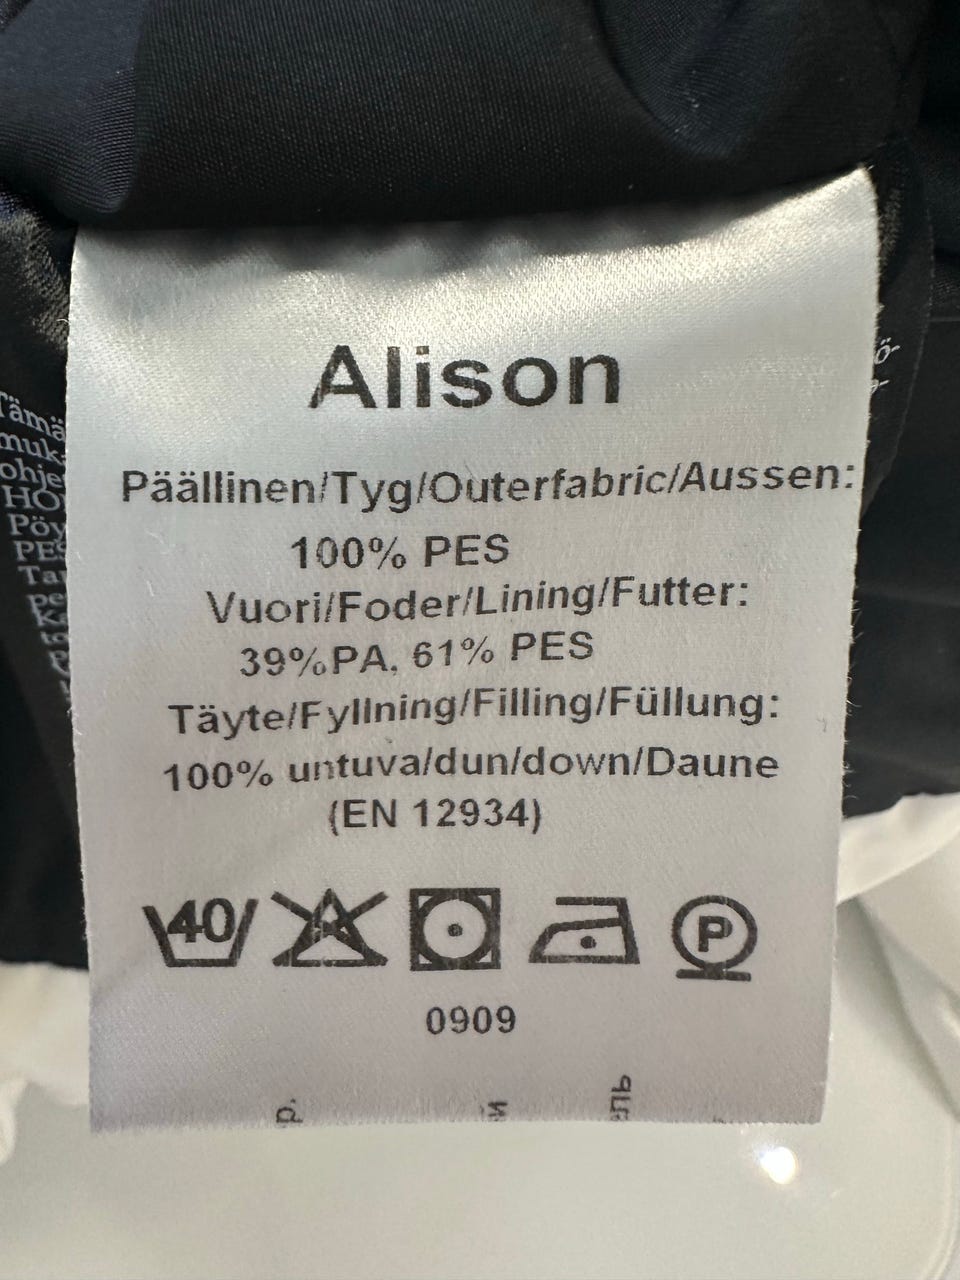 Alison
Päällinen/Tyg/Outerfabric/Aussen:
100% PES
Vuori/Foder/Lining/Futter:
39%PA, 61% PES
Täyte/Fyllning/Filling/Füllung:
100% untuva/dun/down/Daune
(EN 12934)
40 P
0909
Tämä